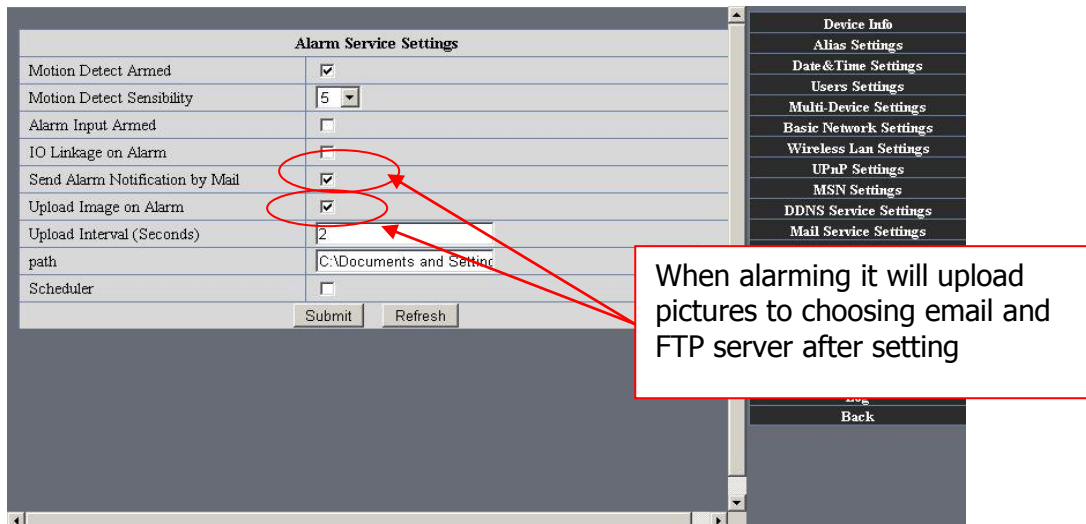 Alarm Service Settings
Motion Detect Armed
Motion Detect Sensibility 5
Alarm Input Armed
IO Linkage on Alarm
Send Alarm Notification by Mail
Upload Image on Alarm
Upload Interval (Seconds) 2
path C:\Documents and Setting
Scheduler
Submit Refresh
Device Info
Alias Settings
Date&Time Settings
Users Settings
Multi-Device Settings
Basic Network Settings
Wireless Lan Settings
UPnP Settings
MSN Settings
DDNS Service Settings
Mail Service Settings
When alarming it will upload
pictures to choosing email and
FTP server after setting
Log
Back